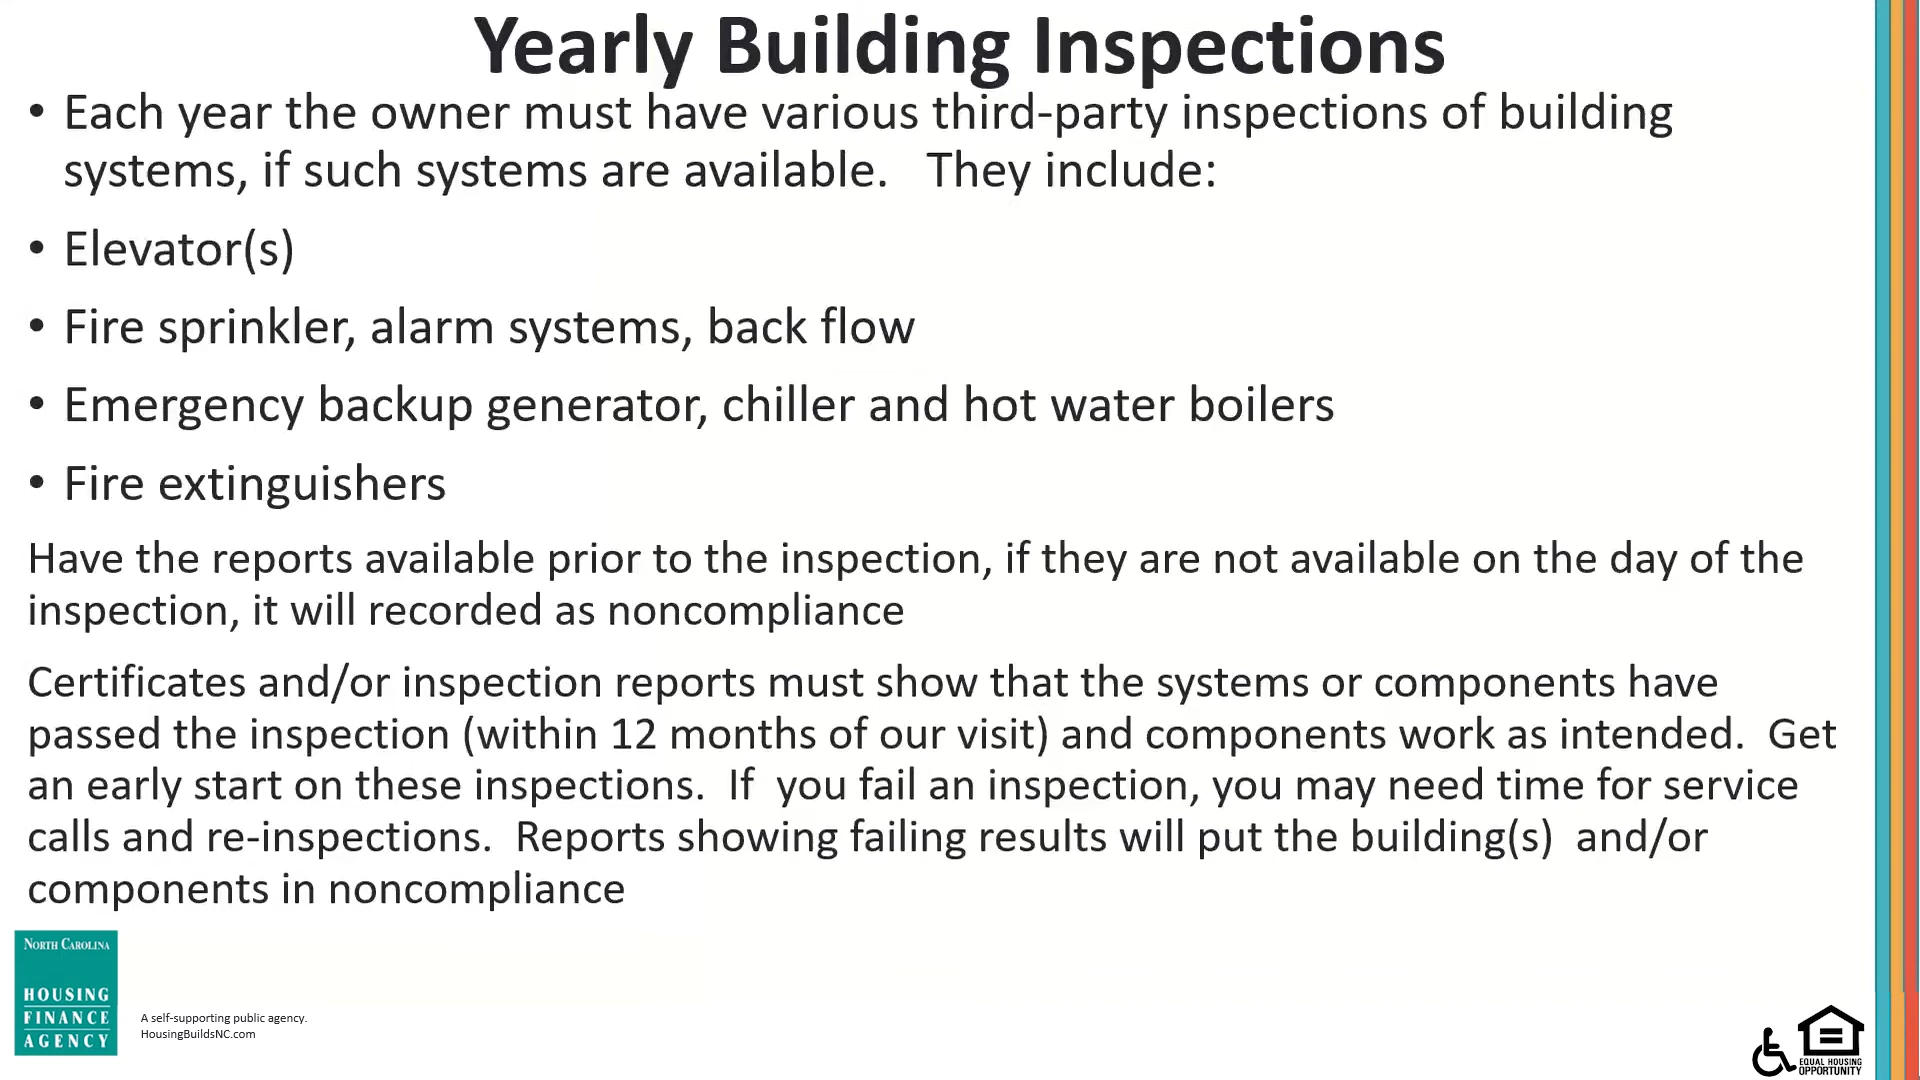 Yearly Building Inspections
• Each year the owner must have various third-party inspections of building
systems, if such systems are available.   They include:
• Elevator(s)
• Fire sprinkler, alarm systems, back flow
• Emergency backup generator, chiller and hot water boilers
• Fire extinguishers
Have the reports available prior to the inspection, if they are not available on the day of the
inspection, it will recorded as noncompliance
Certificates and/or inspection reports must show that the systems or components have
passed the inspection (within 12 months of our visit) and components work as intended.  Get
an early start on these inspections.  If  you fail an inspection, you may need time for service
calls and re-inspections.  Reports showing failing results will put the building(s)  and/or
components in noncompliance
NORTH CAROLINA
HOUSING
FINANCE
AGENCY
A self-supporting public agency.
HousingBuildsNC.com
EQUAL HOUSING
OPPORTUNITY